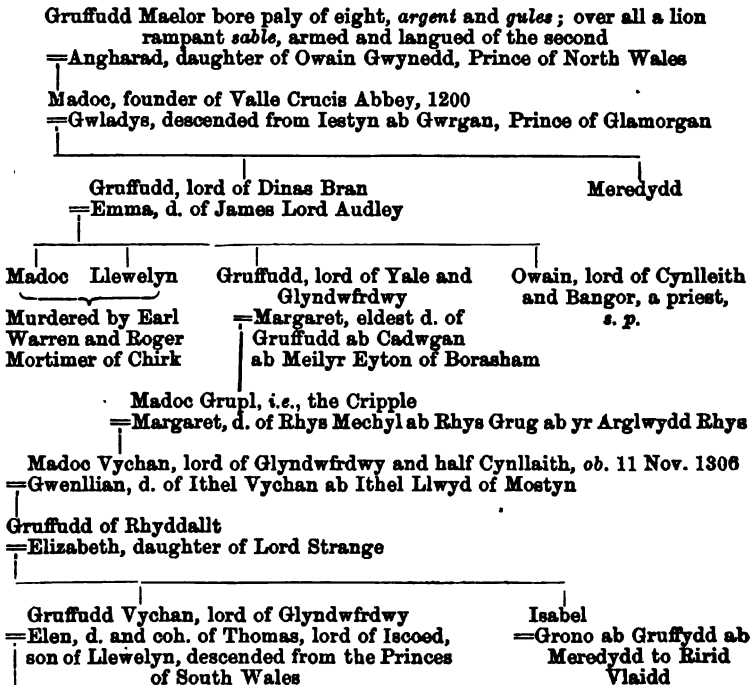 Gruffudd Maelor bore paly of eight, argent and gules; over all a lion
rampant sable, armed and langued of the second
=Angharad, daughter of Owain Gwynedd, Prince of North Wales
Madoc, founder of Valle Crucis Abbey, 1200
=Gwladys, descended from Iestyn ab Gwrgan, Prince of Glamorgan
Gruffudd, lord of Dinas Bran
=Emma, d. of James Lord Audley
Meredydd
Madoc Llewelyn
Murdered by Earl
Warren and Roger
Mortimer of Chirk
Gruffudd, lord of Yale and
Glyndwfrdwy
=Margaret, eldest d. of
Gruffudd ab Cadwgan
ab Meilyr Eyton of Borasham
Owain, lord of Cynlleith
and Bangor, a priest,
s. p.
Madoc Grupl, i.e., the Cripple
=Margaret, d. of Rhys Mechyl ab Rhys Grug ab yr Arglwydd Rhys
Madoc Vychan, lord of Glyndwfrdwy and half Cynllaith, ob. 11 Nov. 1306
=Gwenllian, d. of Ithel Vychan ab Ithel Llwyd of Mostyn
Gruffudd of Rhyddallt
=Elizabeth, daughter of Lord Strange
Gruffudd Vychan, lord of Glyndwfrdwy
=Elen, d. and coh. of Thomas, lord of Iscoed,
son of Llewelyn, descended from the Princes
of South Wales
Isabel
=Grono ab Gruffydd ab
Meredydd to Ririd
Vlaidd